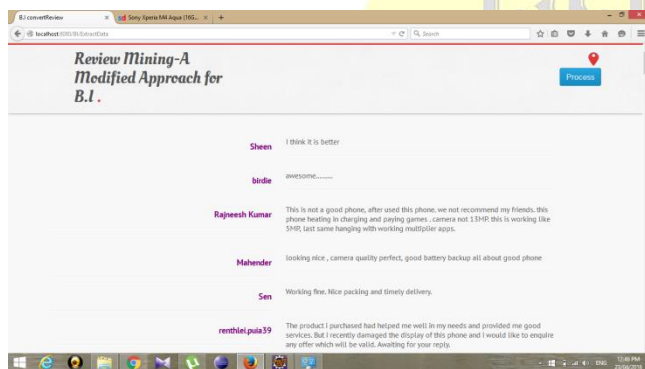 B.I convertReview
Sony Xperia M4 Aqua (16G...
localhost:8080/BI/ExtractData
Search
Review Mining-A
Modified Approach for
B.I .
Process
Sheen
I think it is better
birdie
awesome.........
Rajneesh Kumar
This is not a good phone, after used this phone. we not recommend my friends. this
phone heating in charging and paying games . camera not 13MP. this is working like
5MP, last same hanging with working multiplier apps.
Mahender
looking nice , camera quality perfect, good battery backup all about good phone
Sen
Working fine. Nice packing and timely delivery.
renthlei.puia39
The product i purchased had helped me well in my needs and provided me good
services. But i recently damaged the display of this phone and i would like to enquire
any offer which will be valid. Awaiting for your reply.
ENG
12:46 PM
23/04/2016